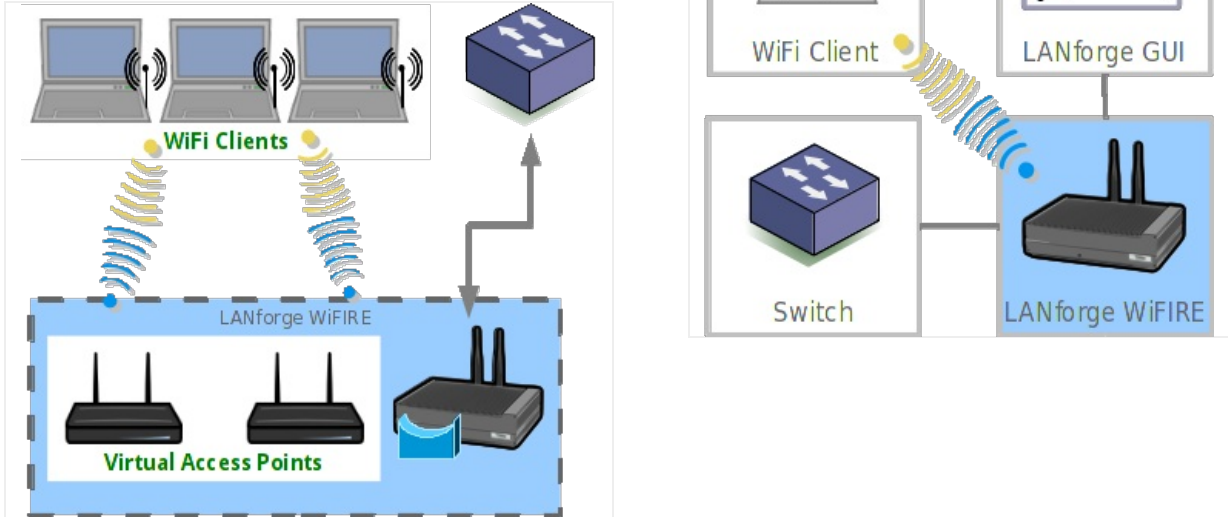 WiFi Clients
LANforge WiFIRE
Virtual Access Points
WiFi Client
LANforge GUI
Switch
LANforge WiFIRE